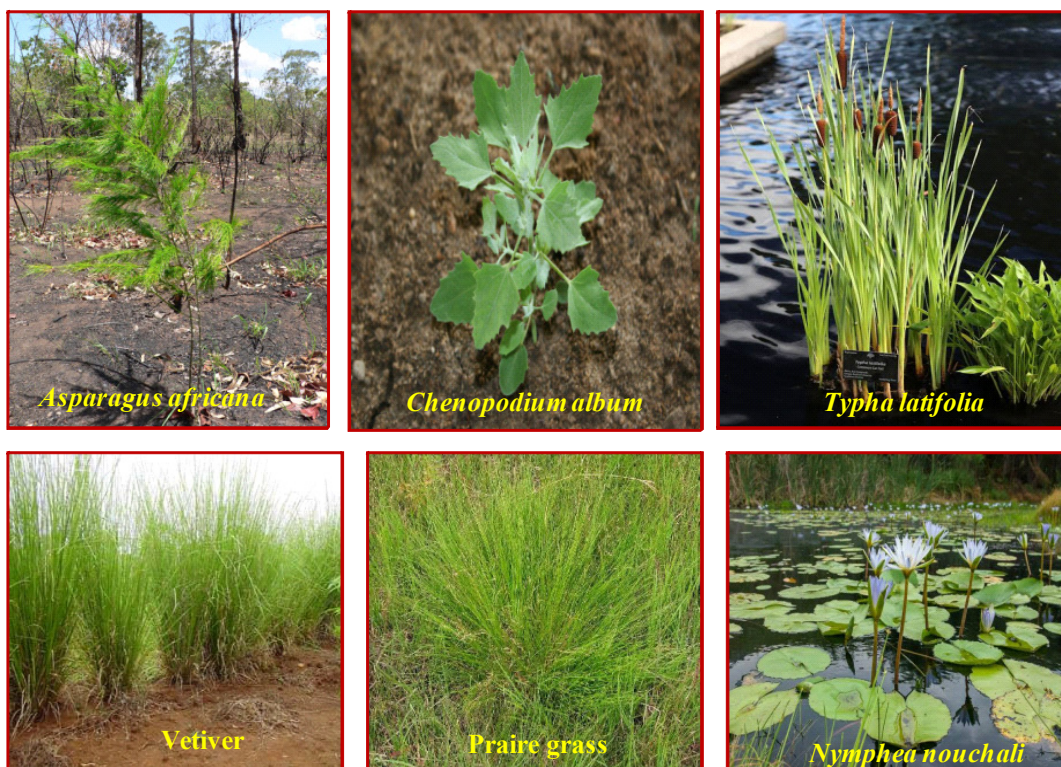 Asparagus africana
Chenopodium album
Typha latifolia
Vetiver
Praire grass
Nymphea nouchali